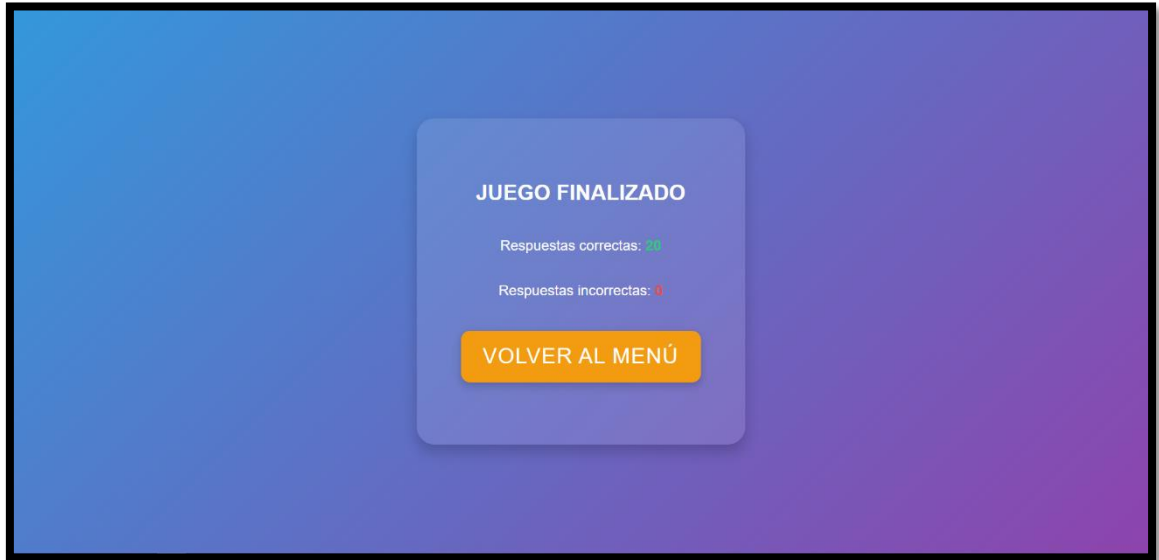 JUEGO FINALIZADO
Respuestas correctas: 20
Respuestas incorrectas: 0
VOLVER AL MENÚ